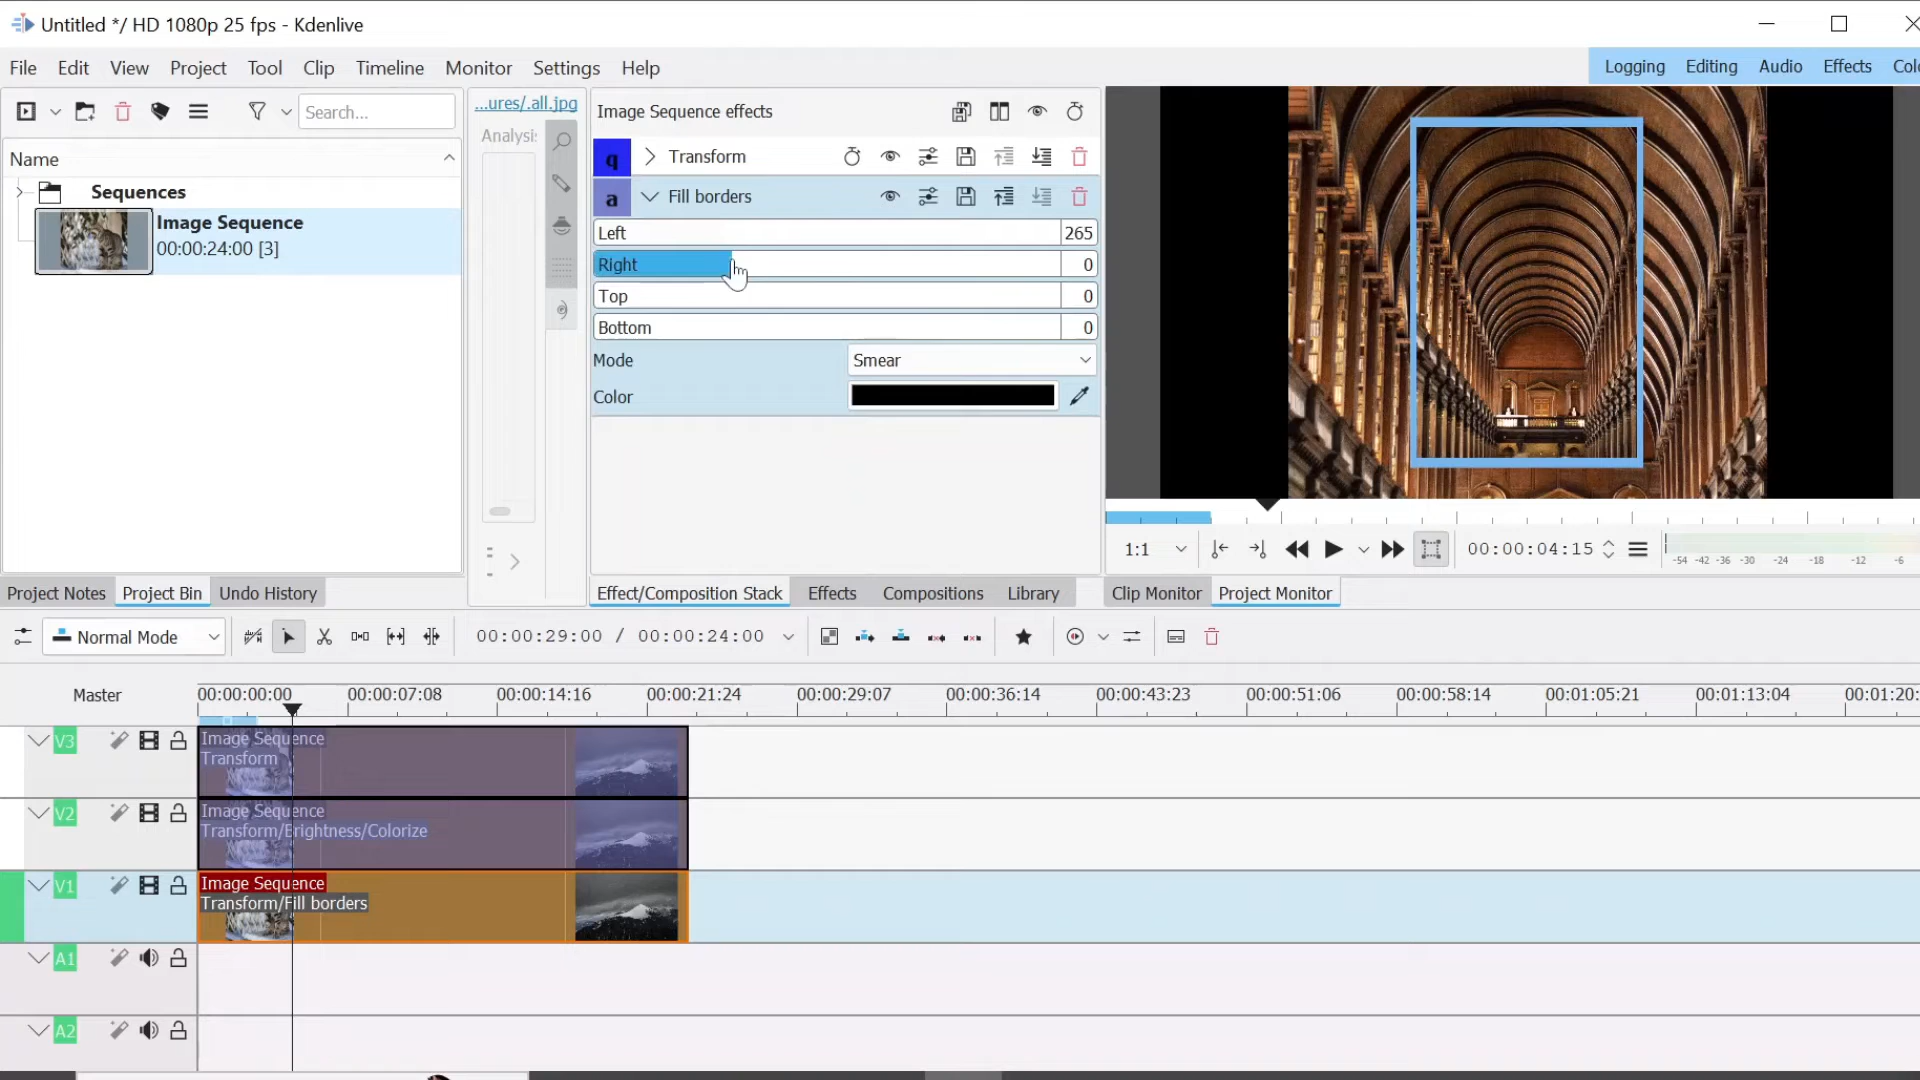 Untitled */ HD 1080p 25 fps - Kdenlive
File Edit View Project Tool Clip Timeline Monitor Settings Help
Logging Editing Audio Effects Colo
Search...
Name
Sequences
Image Sequence
00:00:24:00 [3]
...ures/.all.jpg
Analysi
Image Sequence effects
q Transform
a Fill borders
Left 265
Right 0
Top 0
Bottom 0
Mode Smear
Color
1:1 00:00:04:15
-54 -42 -36 -30 -24 -18 -12 -6
Project Notes Project Bin Undo History
Effect/Composition Stack Effects Compositions Library
Clip Monitor Project Monitor
Normal Mode 00:00:29:00 / 00:00:24:00
Master 00:00:00:00 00:00:07:08 00:00:14:16 00:00:21:24 00:00:29:07 00:00:36:14 00:00:43:23 00:00:51:06 00:00:58:14 00:01:05:21 00:01:13:04 00:01:20:
V3 Image Sequence
Transform
V2 Image Sequence
Transform/Brightness/Colorize
V1 Image Sequence
Transform/Fill borders
A1
A2